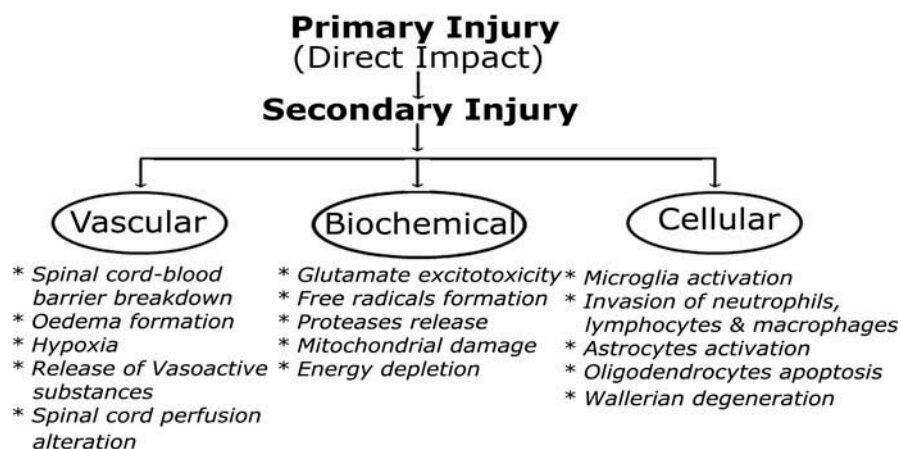 Primary Injury
(Direct Impact)
Secondary Injury
Vascular
* Spinal cord-blood
barrier breakdown
* Oedema formation
* Hypoxia
* Release of Vasoactive
substances
* Spinal cord perfusion
alteration
Biochemical
* Glutamate excitotoxicity
* Free radicals formation
* Proteases release
* Mitochondrial damage
* Energy depletion
Cellular
* Microglia activation
* Invasion of neutrophils,
lymphocytes & macrophages
* Astrocytes activation
* Oligodendrocytes apoptosis
* Wallerian degeneration